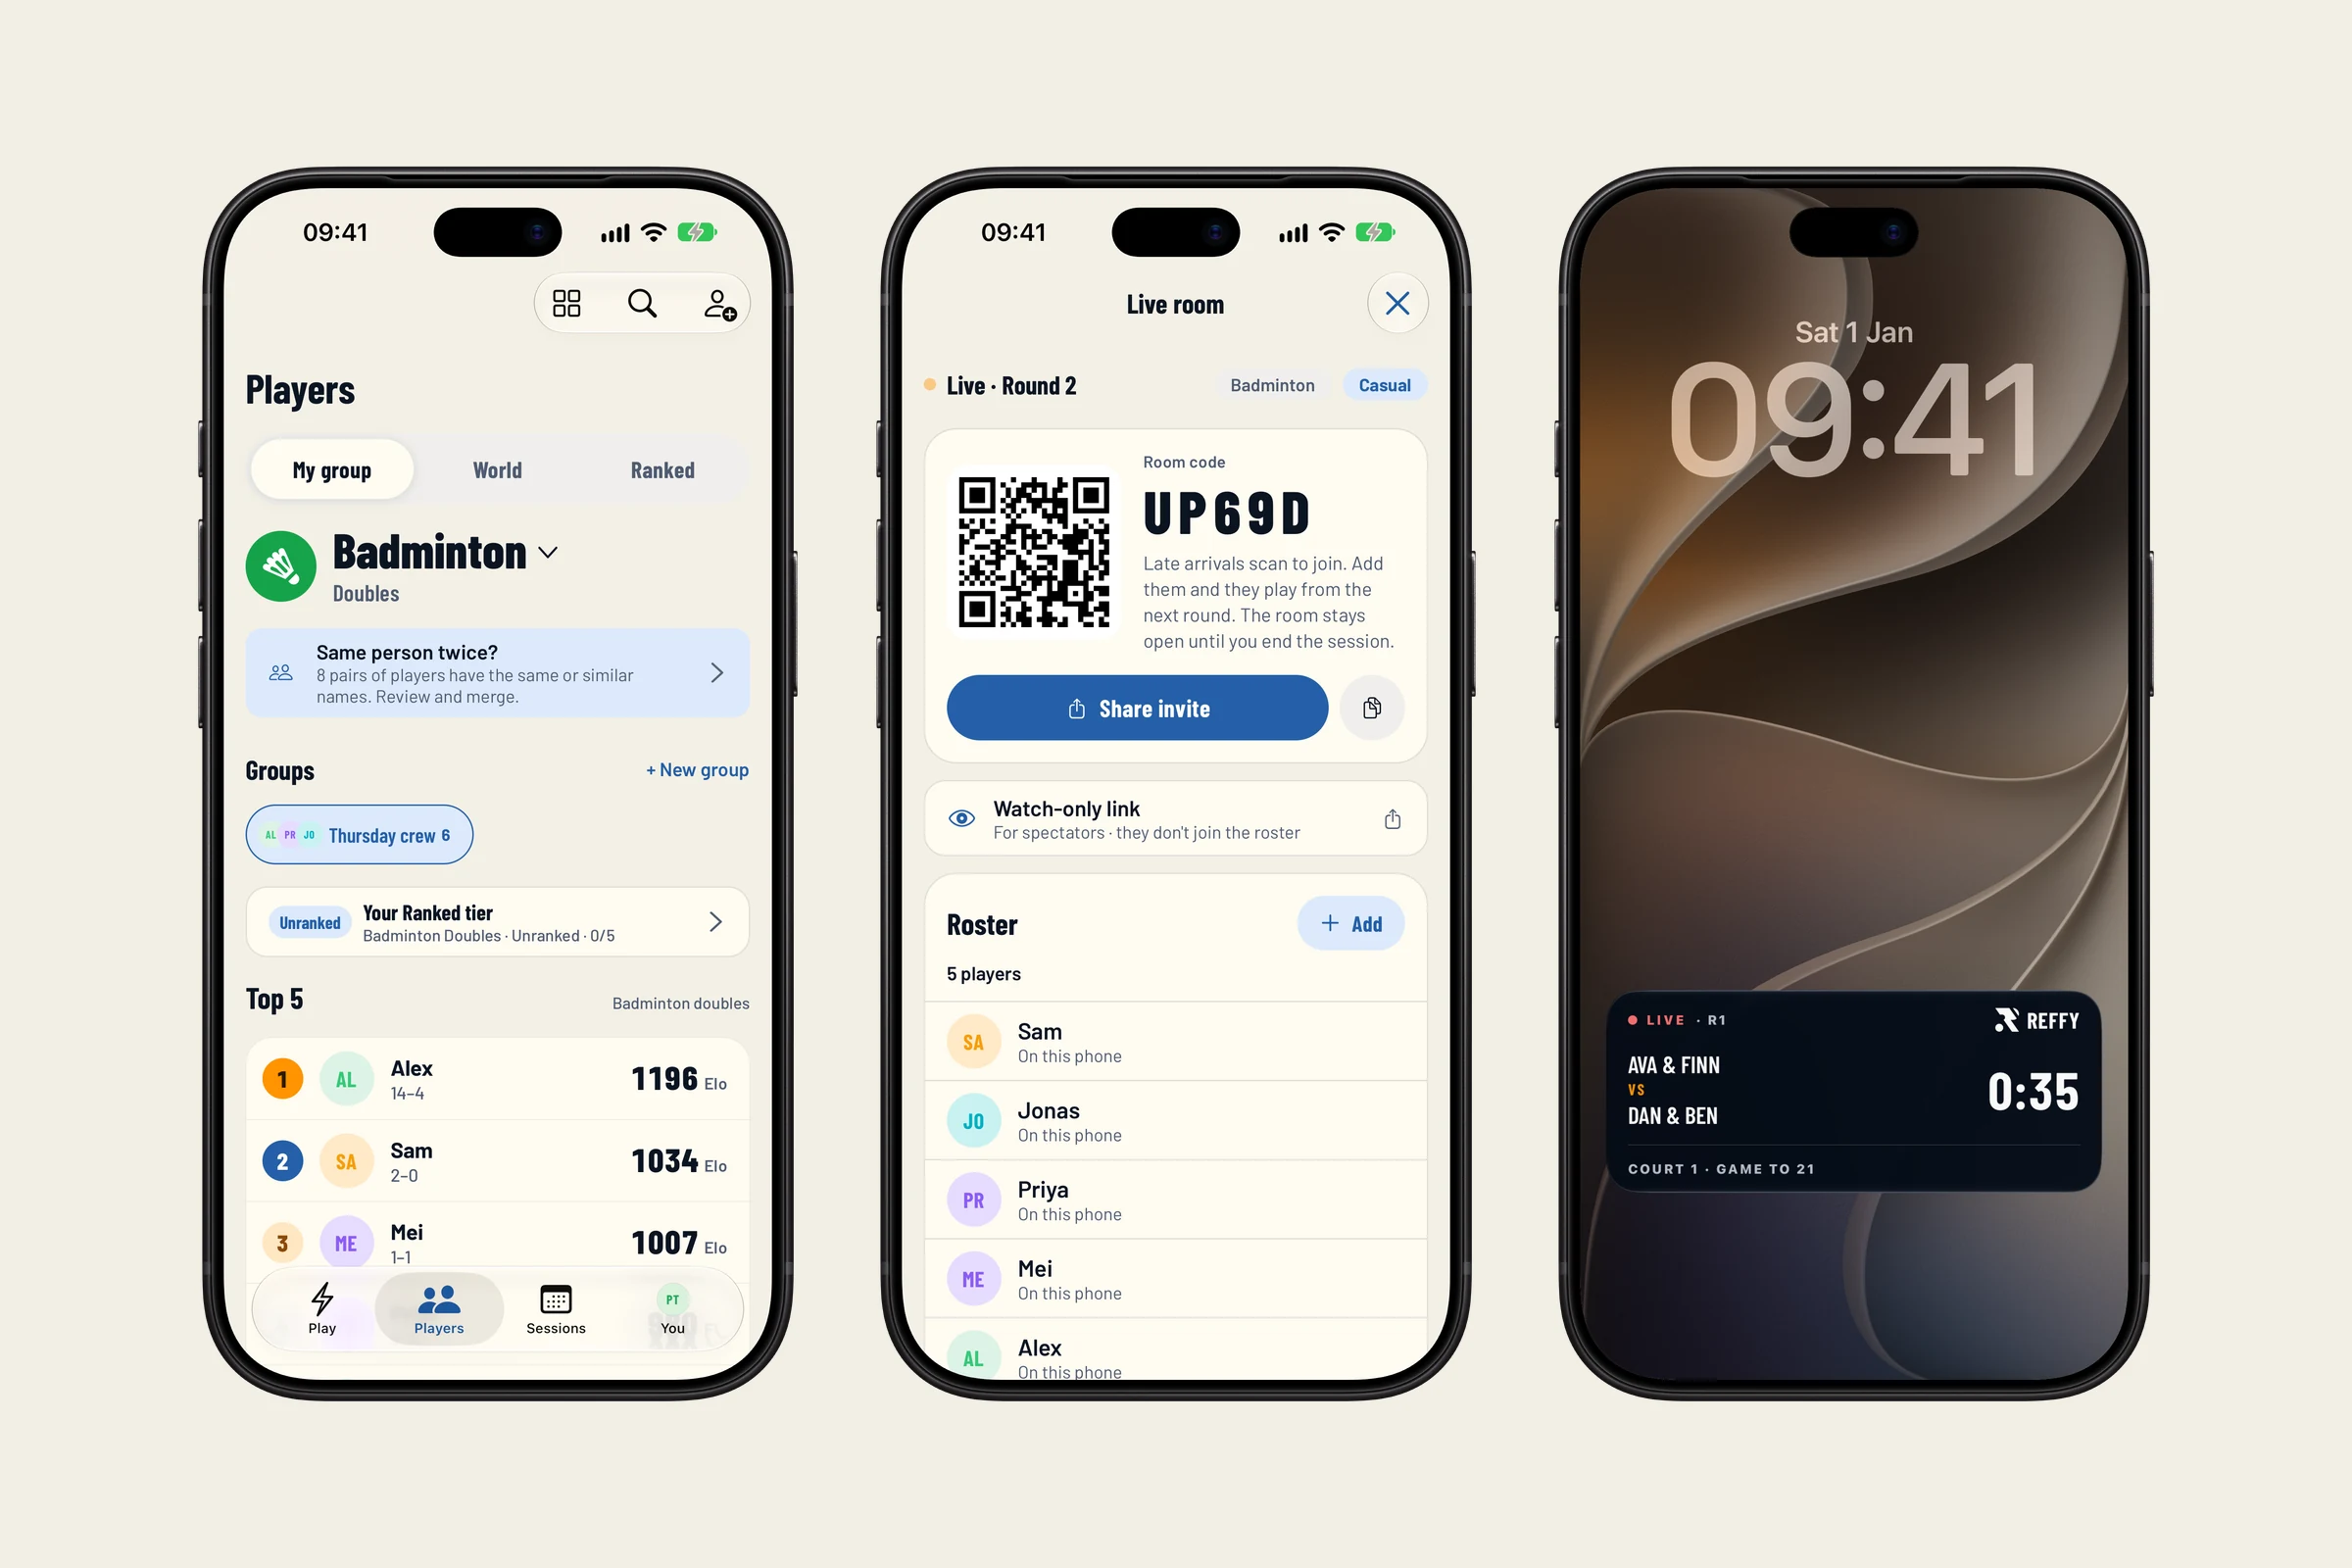 09:41
Players
My group
World
Ranked
Badminton
Doubles
Same person twice?
8 pairs of players have the same or similar
names. Review and merge.
Groups
+ New group
AL PR JO Thursday crew 6
Unranked
Your Ranked tier
Badminton Doubles · Unranked · 0/5
Top 5
Badminton doubles
1 AL Alex 1196 Elo
14–4
2 SA Sam 1034 Elo
2–0
3 ME Mei 1007 Elo
1–1
PT
Play
Players
Sessions
You
09:41
Live room
Live · Round 2
Badminton
Casual
Room code
UP69D
Late arrivals scan to join. Add
them and they play from the
next round. The room stays
open until you end the session.
Share invite
Watch-only link
For spectators · they don't join the roster
Roster
+ Add
5 players
SA Sam
On this phone
JO Jonas
On this phone
PR Priya
On this phone
ME Mei
On this phone
AL Alex
On this phone
Sat 1 Jan
09:41
LIVE · R1
REFFY
AVA & FINN
VS
DAN & BEN
0:35
COURT 1 · GAME TO 21